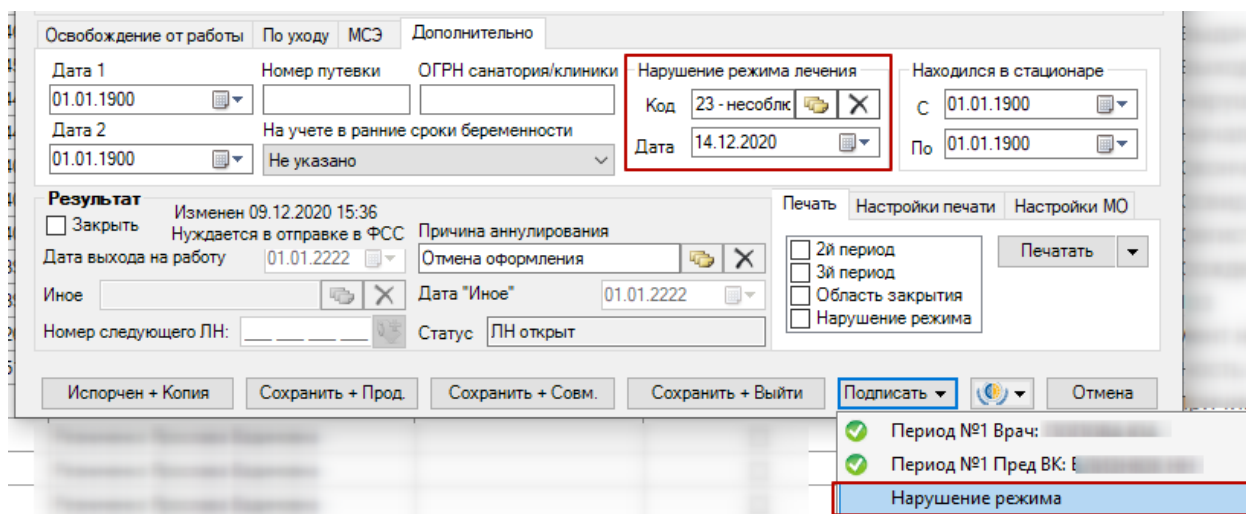 Освобождение от работы По уходу МСЭ Дополнительно
Дата 1 Номер путевки ОГРН санатория/клиники Нарушение режима лечения Находился в стационаре
01.01.1900 Код 23 - несоблк С 01.01.1900
Дата 2 На учете в ранние сроки беременности Дата 14.12.2020 По 01.01.1900
01.01.1900 Не указано
Результат Печать Настройки печати Настройки МО
Закрыть Изменен 09.12.2020 15:36
Нуждается в отправке в ФСС Причина аннулирования 2й период Печатать
Дата выхода на работу 01.01.2222 Отмена оформления 3й период
Иное Дата "Иное" 01.01.2222 Область закрытия
Нарушение режима
Номер следующего ЛН: ___ ___ ___ ___ Статус ЛН открыт
Испорчен + Копия Сохранить + Прод. Сохранить + Совм. Сохранить + Выйти Подписать Отмена
Период №1 Врач:
Период №1 Пред ВК:
Нарушение режима